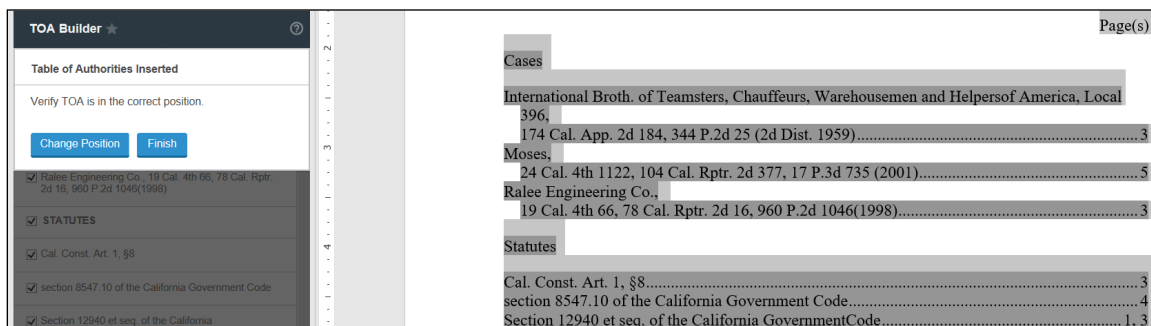 TOA Builder
Table of Authorities Inserted
Verify TOA is in the correct position.
Change Position
Finish
Ralee Engineering Co., 19 Cal. 4th 66, 78 Cal. Rptr.
2d 16, 960 P.2d 1046(1998)
STATUTES
Cal. Const. Art. 1, §8
section 8547.10 of the California Government Code
Section 12940 et seq. of the California
2
3
4
Page(s)
Cases
International Broth. of Teamsters, Chauffeurs, Warehousemen and Helpersof America, Local
396,
174 Cal. App. 2d 184, 344 P.2d 25 (2d Dist. 1959)...................................................................... 3
Moses,
24 Cal. 4th 1122, 104 Cal. Rptr. 2d 377, 17 P.3d 735 (2001)...................................................... 5
Ralee Engineering Co.,
19 Cal. 4th 66, 78 Cal. Rptr. 2d 16, 960 P.2d 1046(1998)............................................................ 3
Statutes
Cal. Const. Art. 1, §8............................................................................................................... 3
section 8547.10 of the California Government Code....................................................................... 4
Section 12940 et seq. of the California GovernmentCode............................................................. 1, 3